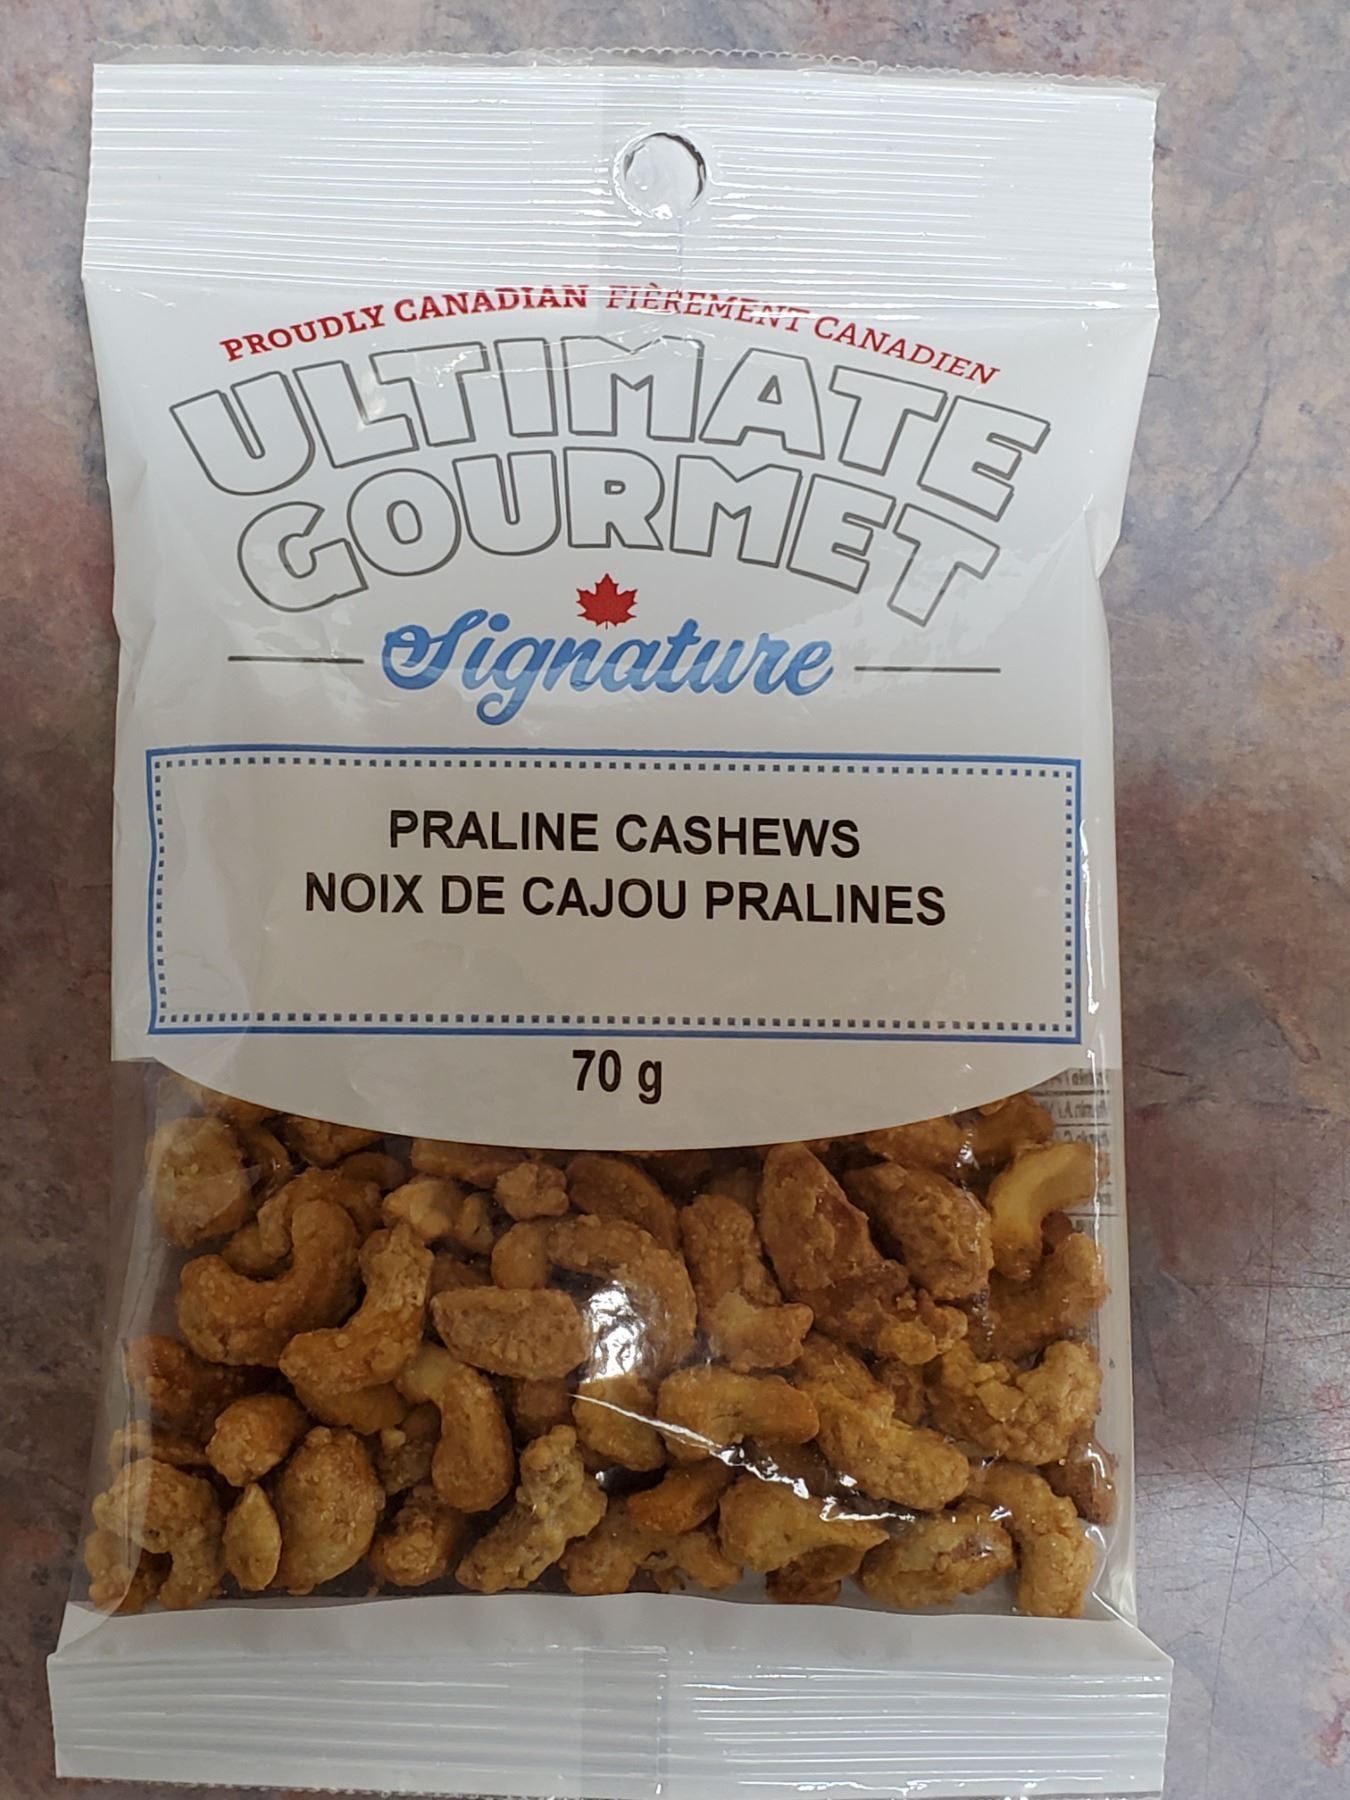 PROUDLY CANADIAN FIÈREMENT CANADIEN
ULTIMATE
GOURMET
Signature
PRALINE CASHEWS
NOIX DE CAJOU PRALINES
70 g